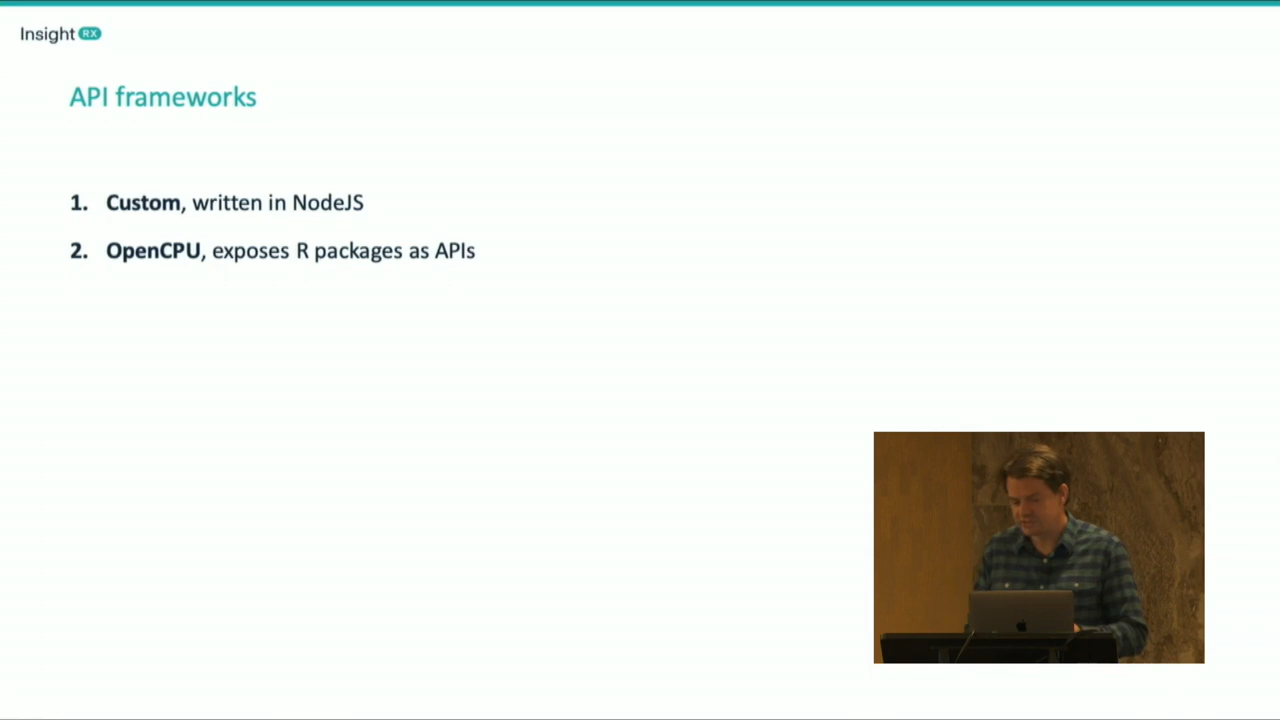 Insight RX
API frameworks
1. Custom, written in NodeJS
2. OpenCPU, exposes R packages as APIs